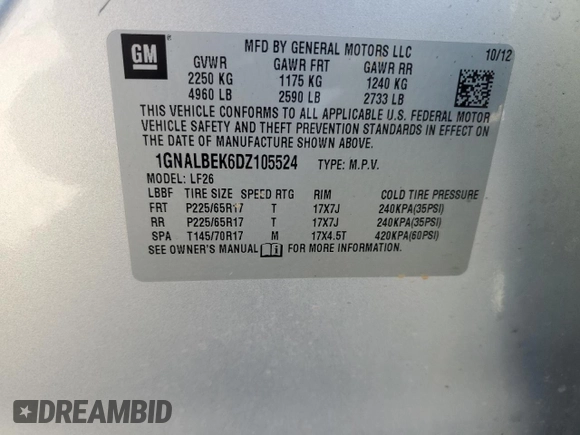 GM
MFD BY GENERAL MOTORS LLC
10/12
GVWR GAWR FRT GAWR RR
2250 KG 1175 KG 1240 KG
4960 LB 2590 LB 2733 LB
THIS VEHICLE CONFORMS TO ALL APPLICABLE U.S. FEDERAL MOTOR
VEHICLE SAFETY AND THEFT PREVENTION STANDARDS IN EFFECT ON
THE DATE OF MANUFACTURE SHOWN ABOVE.
1GNALBEK6DZ105524 TYPE: M.P.V.
MODEL: LF26
LBBF TIRE SIZE SPEED RTG RIM COLD TIRE PRESSURE
FRT P225/65R17 T 17X7J 240KPA(35PSI)
RR P225/65R17 T 17X7J 240KPA(35PSI)
SPA T145/70R17 M 17X4.5T 420KPA(60PSI)
SEE OWNER'S MANUAL FOR MORE INFORMATION.
DREAMBID